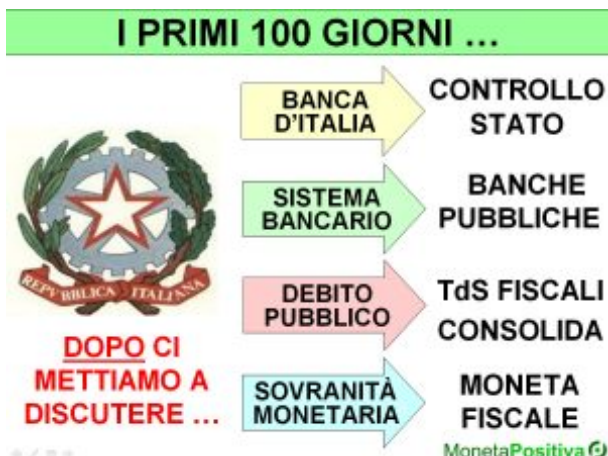 I PRIMI 100 GIORNI ...
BANCA
D'ITALIA
CONTROLLO
STATO
SISTEMA
BANCARIO
BANCHE
PUBBLICHE
REPVBBLICA ITALIANA
DEBITO
PUBBLICO
TdS FISCALI
CONSOLIDA
DOPO CI
METTIAMO A
DISCUTERE ...
SOVRANITÀ
MONETARIA
MONETA
FISCALE
MonetaPositiva